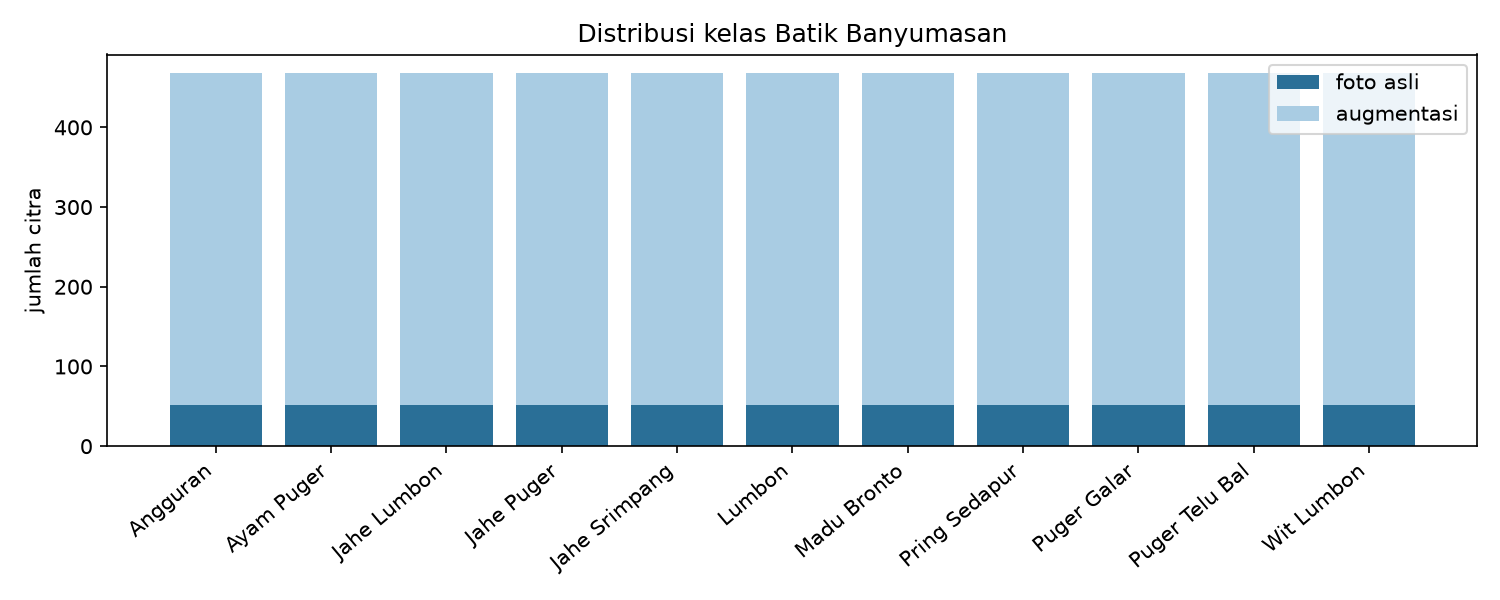 Distribusi kelas Batik Banyumasan
foto asli
augmentasi
jumlah citra
400
300
200
100
0
Angguran
Ayam Puger
Jahe Lumbon
Jahe Puger
Jahe Srimpang
Lumbon
Madu Bronto
Pring Sedapur
Puger Galar
Puger Telu Bal
Wit Lumbon